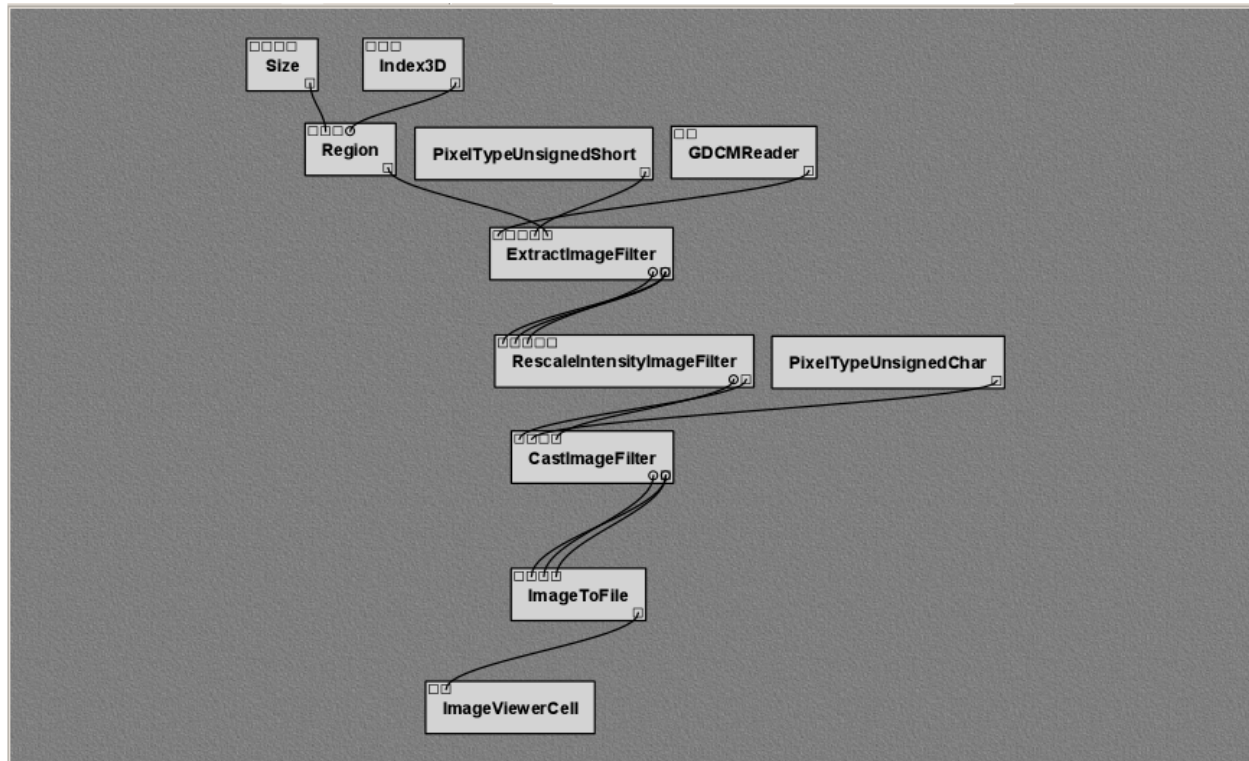 Size
Index3D
Region
PixelTypeUnsignedShort
GDCMReader
ExtractImageFilter
RescaleIntensityImageFilter
PixelTypeUnsignedChar
CastImageFilter
ImageToFile
ImageViewerCell